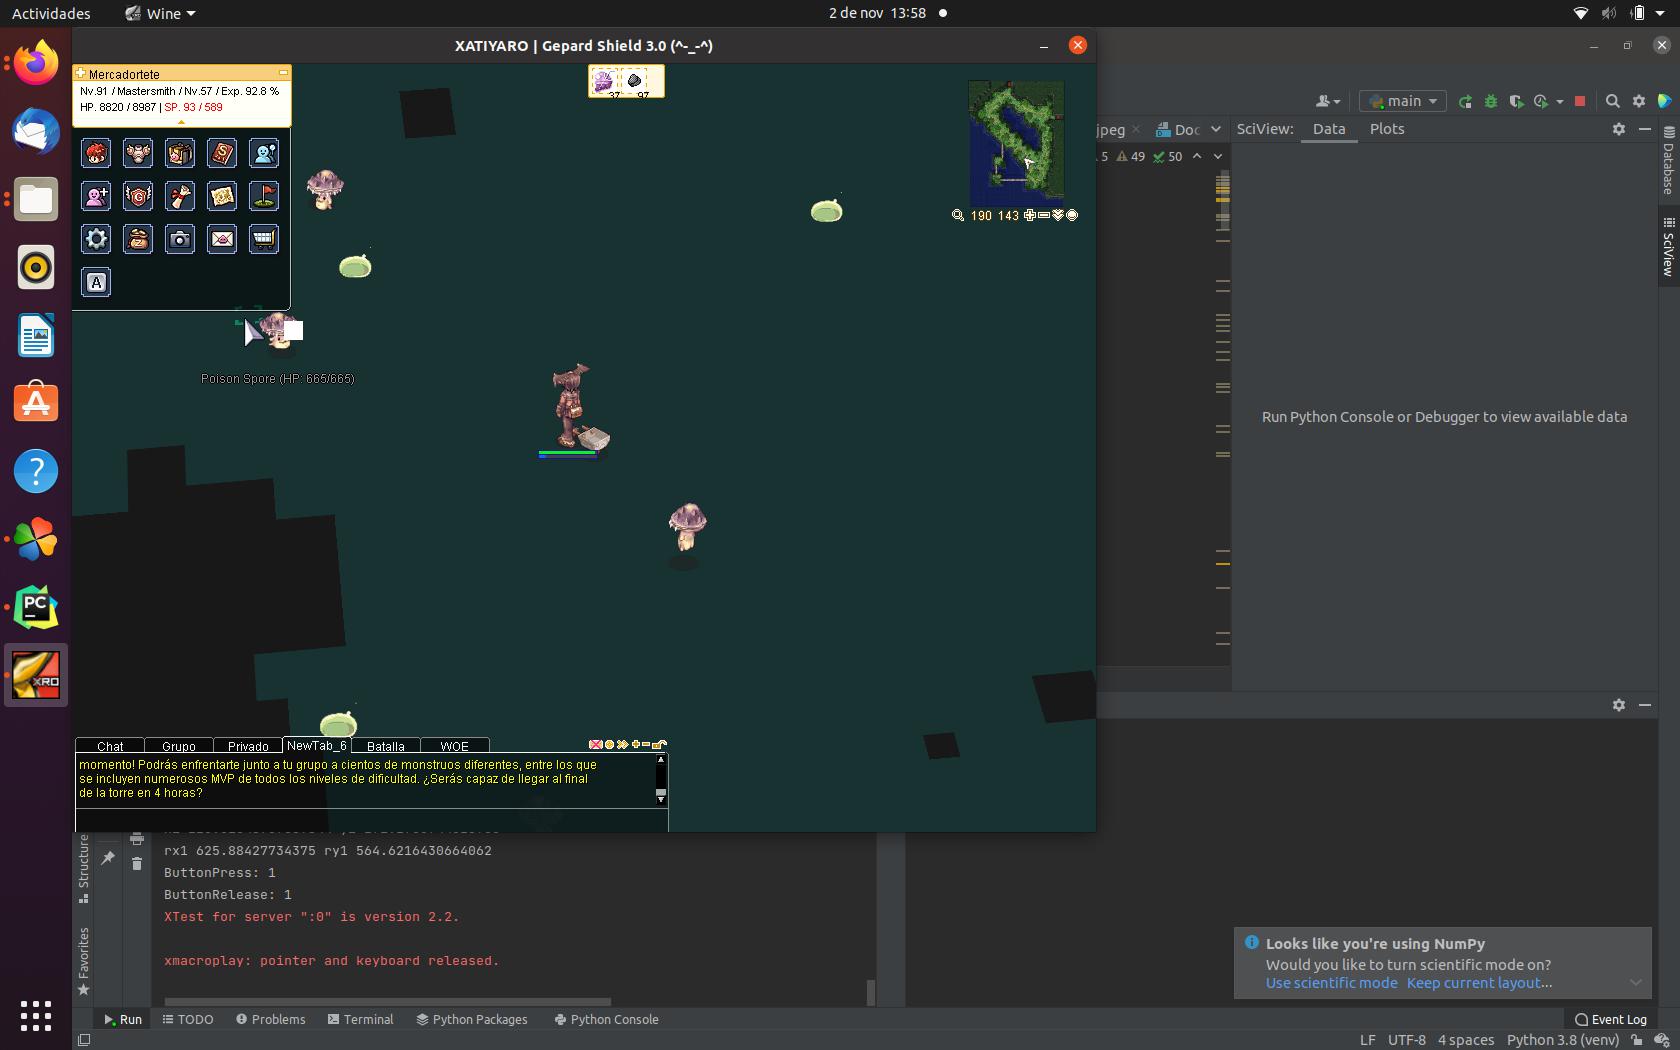 Actividades
Wine
2 de nov 13:58
XATIYARO | Gepard Shield 3.0 (^-_-^)
Mercadortete
Nv.91 / Mastersmith / Nv.57 / Exp. 92.8 %
HP. 8820 / 8987 | SP. 93 / 589
37 97
190 143
A
Poison Spore (HP: 665/665)
Chat Grupo Privado NewTab_6 Batalla WOE
momento! Podrás enfrentarte junto a tu grupo a cientos de monstruos diferentes, entre los que
se incluyen numerosos MVP de todos los niveles de dificultad. ¿Serás capaz de llegar al final
de la torre en 4 horas?
PC
XRO
main
jpeg
Doc
SciView: Data Plots
5 49 50
Database
SciView
Run Python Console or Debugger to view available data
Structure
Favorites
rx1 625.88427734375 ry1 564.6216430664062
ButtonPress: 1
ButtonRelease: 1
XTest for server ":0" is version 2.2.
xmacroplay: pointer and keyboard released.
Looks like you're using NumPy
Would you like to turn scientific mode on?
Use scientific mode Keep current layout...
Run TODO Problems Terminal Python Packages Python Console
Event Log
LF UTF-8 4 spaces Python 3.8 (venv)